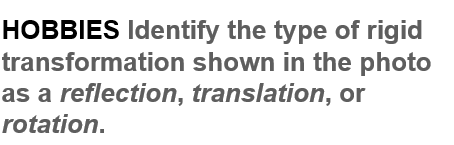 HOBBIES Identify the type of rigid
transformation shown in the photo
as a reflection, translation, or
rotation.